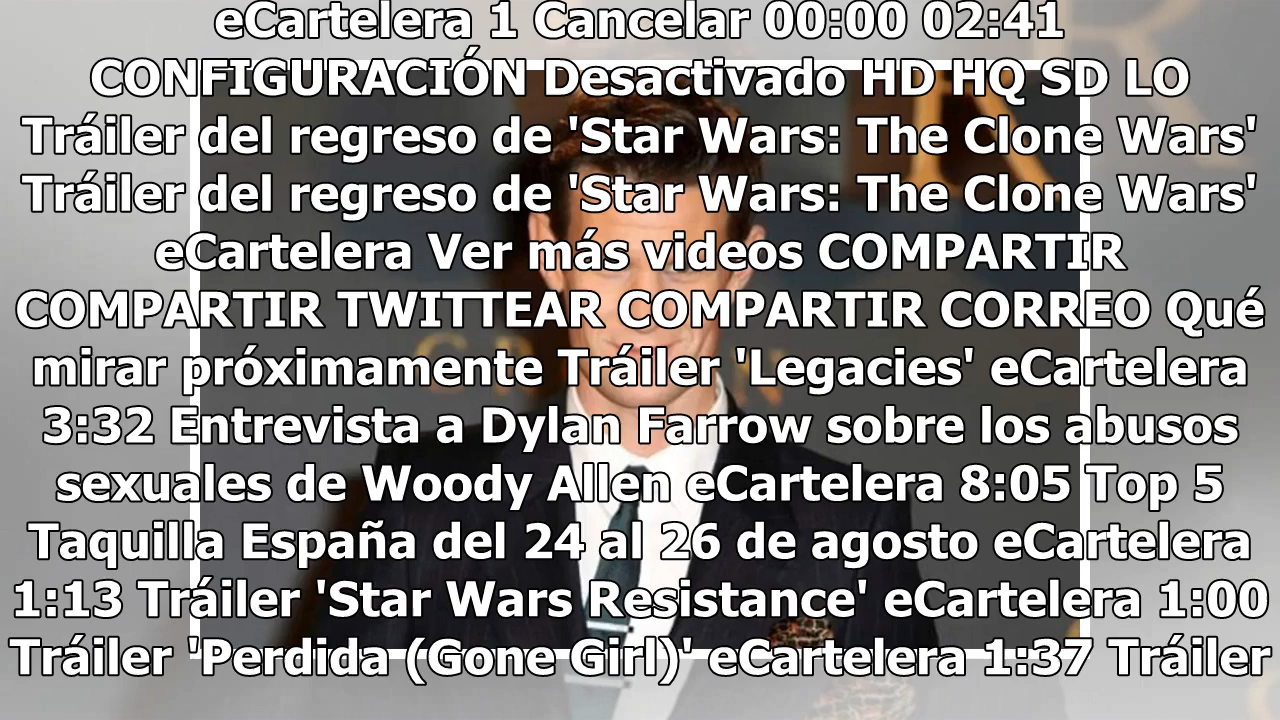 eCartelera 1 Cancelar 00:00 02:41
CONFIGURACIÓN Desactivado HD HQ SD LO
Tráiler del regreso de 'Star Wars: The Clone Wars'
Tráiler del regreso de 'Star Wars: The Clone Wars'
eCartelera Ver más videos COMPARTIR
COMPARTIR TWITTEAR COMPARTIR CORREO Qué
mirar próximamente Tráiler 'Legacies' eCartelera
3:32 Entrevista a Dylan Farrow sobre los abusos
sexuales de Woody Allen eCartelera 8:05 Top 5
Taquilla España del 24 al 26 de agosto eCartelera
1:13 Tráiler 'Star Wars Resistance' eCartelera 1:00
Tráiler 'Perdida (Gone Girl)' eCartelera 1:37 Tráiler